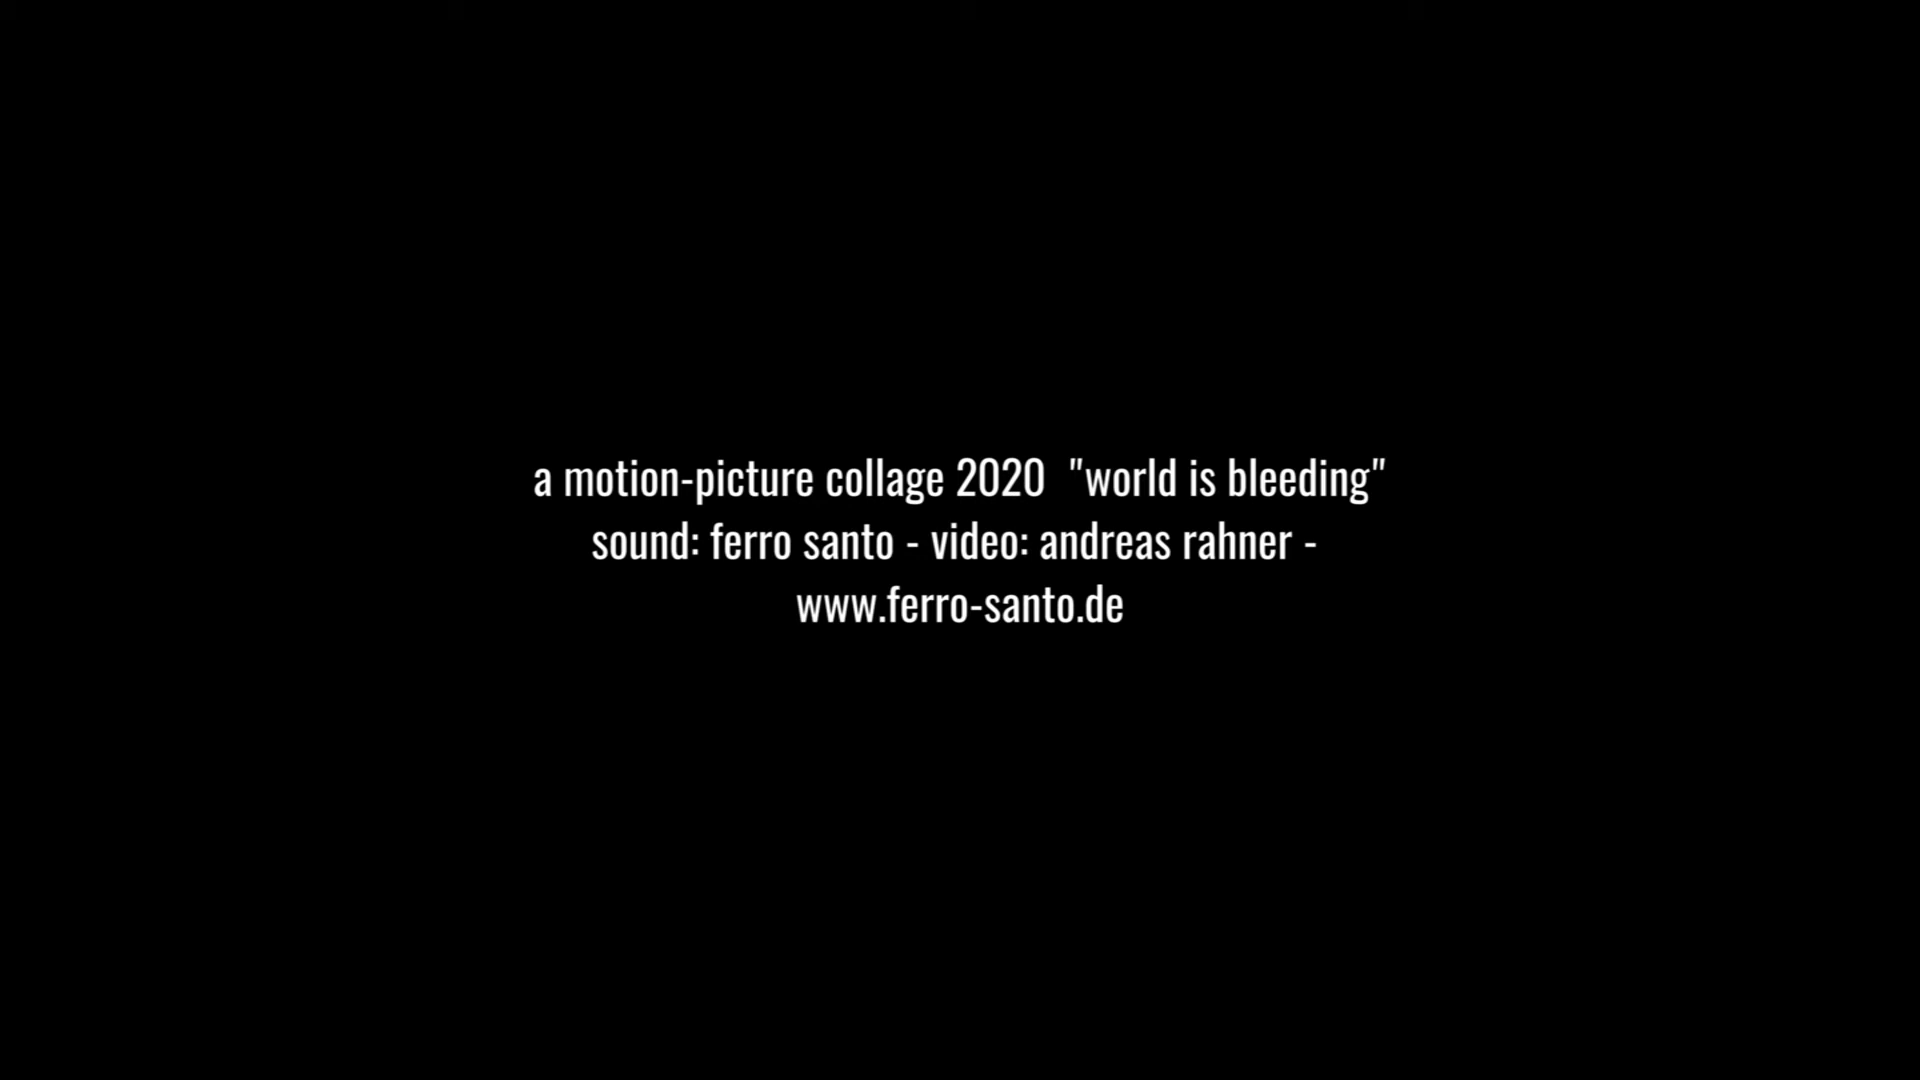 a motion-picture collage 2020  "world is bleeding"
sound: ferro santo - video: andreas rahner -
www.ferro-santo.de